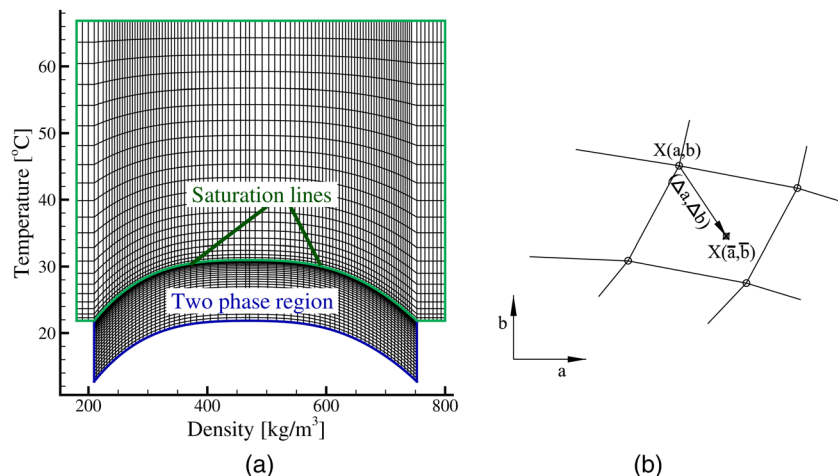 Temperature [°C]
60
50
40
30
20
Saturation lines
Two phase region
200
400
600
800
Density [kg/m³]
(a)
X(a,b)
(Δa,Δb)
X(a̅,b̅)
b
a
(b)